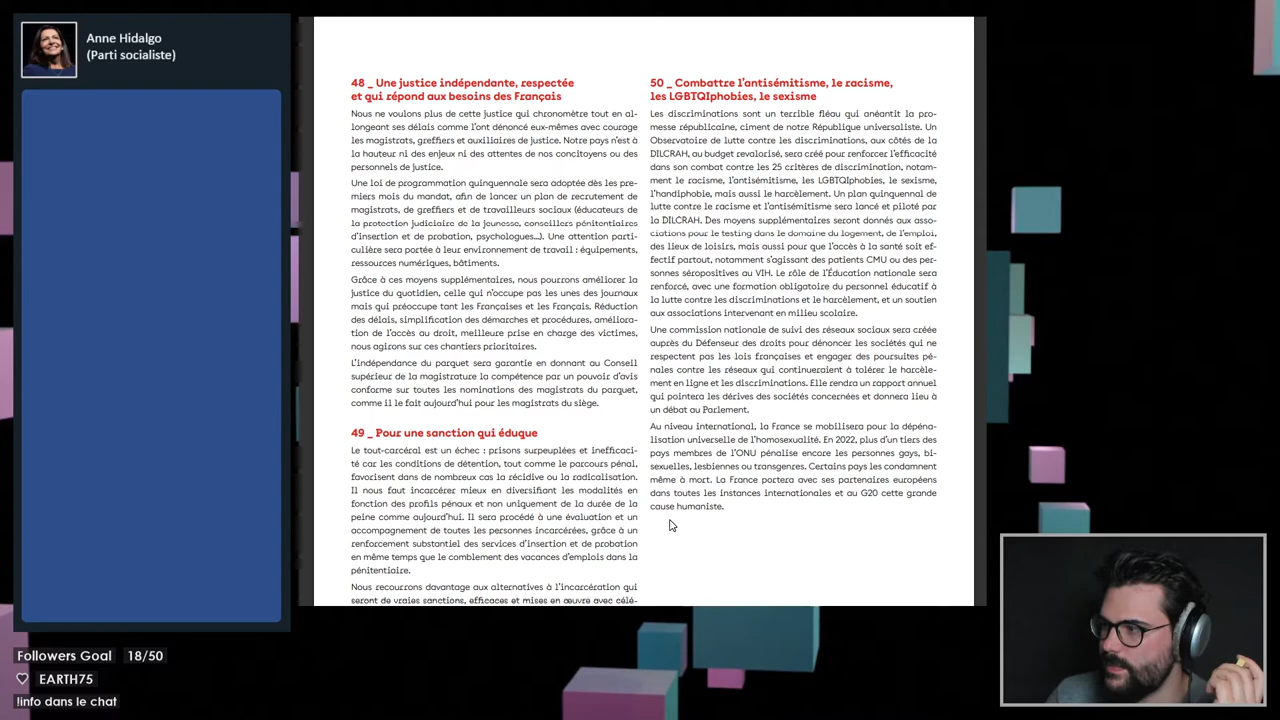 Anne Hidalgo
(Parti socialiste)
48 _ Une justice indépendante, respectée
et qui répond aux besoins des Français
Nous ne voulons plus de cette justice qui chronomètre tout en al-
longeant ses délais comme l'ont dénoncé eux-mêmes avec courage
les magistrats, greffiers et auxiliaires de justice. Notre pays n'est à
la hauteur ni des enjeux ni des attentes de nos concitoyens ou des
personnels de justice.
Une loi de programmation quinquennale sera adoptée dès les pre-
miers mois du mandat, afin de lancer un plan de recrutement de
magistrats, de greffiers et de travailleurs sociaux (éducateurs de
la protection judiciaire de la jeunesse, conseillers pénitentiaires
d'insertion et de probation, psychologues...). Une attention parti-
culière sera portée à leur environnement de travail : équipements,
ressources numériques, bâtiments.
Grâce à ces moyens supplémentaires, nous pourrons améliorer la
justice du quotidien, celle qui n'occupe pas les unes des journaux
mais qui préoccupe tant les Françaises et les Français. Réduction
des délais, simplification des démarches et procédures, améliora-
tion de l'accès au droit, meilleure prise en charge des victimes,
nous agirons sur ces chantiers prioritaires.
L'indépendance du parquet sera garantie en donnant au Conseil
supérieur de la magistrature la compétence par un pouvoir d'avis
conforme sur toutes les nominations des magistrats du parquet,
comme il le fait aujourd'hui pour les magistrats du siège.
49 _ Pour une sanction qui éduque
Le tout-carcéral est un échec : prisons surpeuplées et inefficaci-
té car les conditions de détention, tout comme le parcours pénal,
favorisent dans de nombreux cas la récidive ou la radicalisation.
Il nous faut incarcérer mieux en diversifiant les modalités en
fonction des profils pénaux et non uniquement de la durée de la
peine comme aujourd'hui. Il sera procédé à une évaluation et un
accompagnement de toutes les personnes incarcérées, grâce à un
renforcement substantiel des services d'insertion et de probation
en même temps que le comblement des vacances d'emplois dans la
pénitentiaire.
Nous recourrons davantage aux alternatives à l'incarcération qui
seront de vraies sanctions, efficaces et mises en œuvre avec célé-
50 _ Combattre l'antisémitisme, le racisme,
les LGBTQIphobies, le sexisme
Les discriminations sont un terrible fléau qui anéantit la pro-
messe républicaine, ciment de notre République universaliste. Un
Observatoire de lutte contre les discriminations, aux côtés de la
DILCRAH, au budget revalorisé, sera créé pour renforcer l'efficacité
dans son combat contre les 25 critères de discrimination, notam-
ment le racisme, l'antisémitisme, les LGBTQIphobies, le sexisme,
l'handiphobie, mais aussi le harcèlement. Un plan quinquennal de
lutte contre le racisme et l'antisémitisme sera lancé et piloté par
la DILCRAH. Des moyens supplémentaires seront donnés aux asso-
ciations pour le testing dans le domaine du logement, de l'emploi,
des lieux de loisirs, mais aussi pour que l'accès à la santé soit ef-
fectif partout, notamment s'agissant des patients CMU ou des per-
sonnes séropositives au VIH. Le rôle de l'Éducation nationale sera
renforcé, avec une formation obligatoire du personnel éducatif à
la lutte contre les discriminations et le harcèlement, et un soutien
aux associations intervenant en milieu scolaire.
Une commission nationale de suivi des réseaux sociaux sera créée
auprès du Défenseur des droits pour dénoncer les sociétés qui ne
respectent pas les lois françaises et engager des poursuites pé-
nales contre les réseaux qui continueraient à tolérer le harcèle-
ment en ligne et les discriminations. Elle rendra un rapport annuel
qui pointera les dérives des sociétés concernées et donnera lieu à
un débat au Parlement.
Au niveau international, la France se mobilisera pour la dépéna-
lisation universelle de l'homosexualité. En 2022, plus d'un tiers des
pays membres de l'ONU pénalise encore les personnes gays, bi-
sexuelles, lesbiennes ou transgenres. Certains pays les condamnent
même à mort. La France portera avec ses partenaires européens
dans toutes les instances internationales et au G20 cette grande
cause humaniste.
Followers Goal 18/50
EARTH75
!info dans le chat